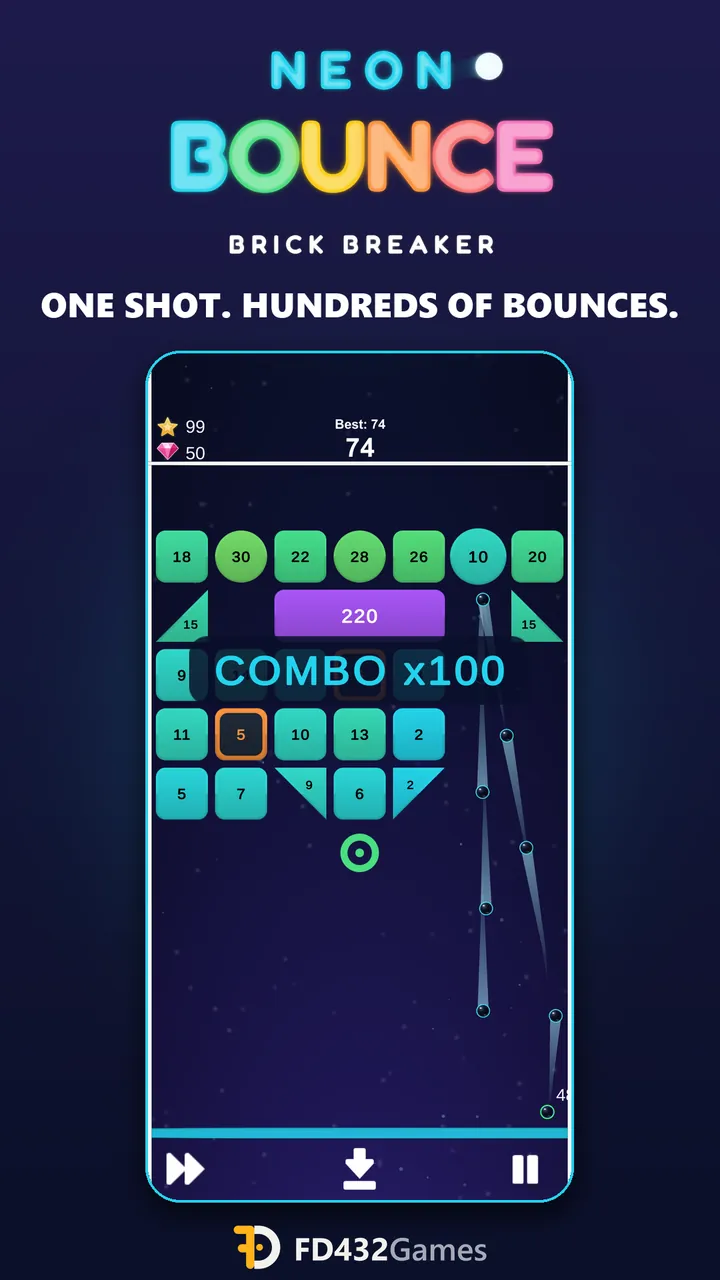 NEON
BOUNCE
BRICK BREAKER
ONE SHOT. HUNDREDS OF BOUNCES.
99
Best: 74
50
74
18 30 22 28 26 10 20
15 220 15
9
COMBO x100
11 5 10 13 2
5 7 9 6 2
FD432Games